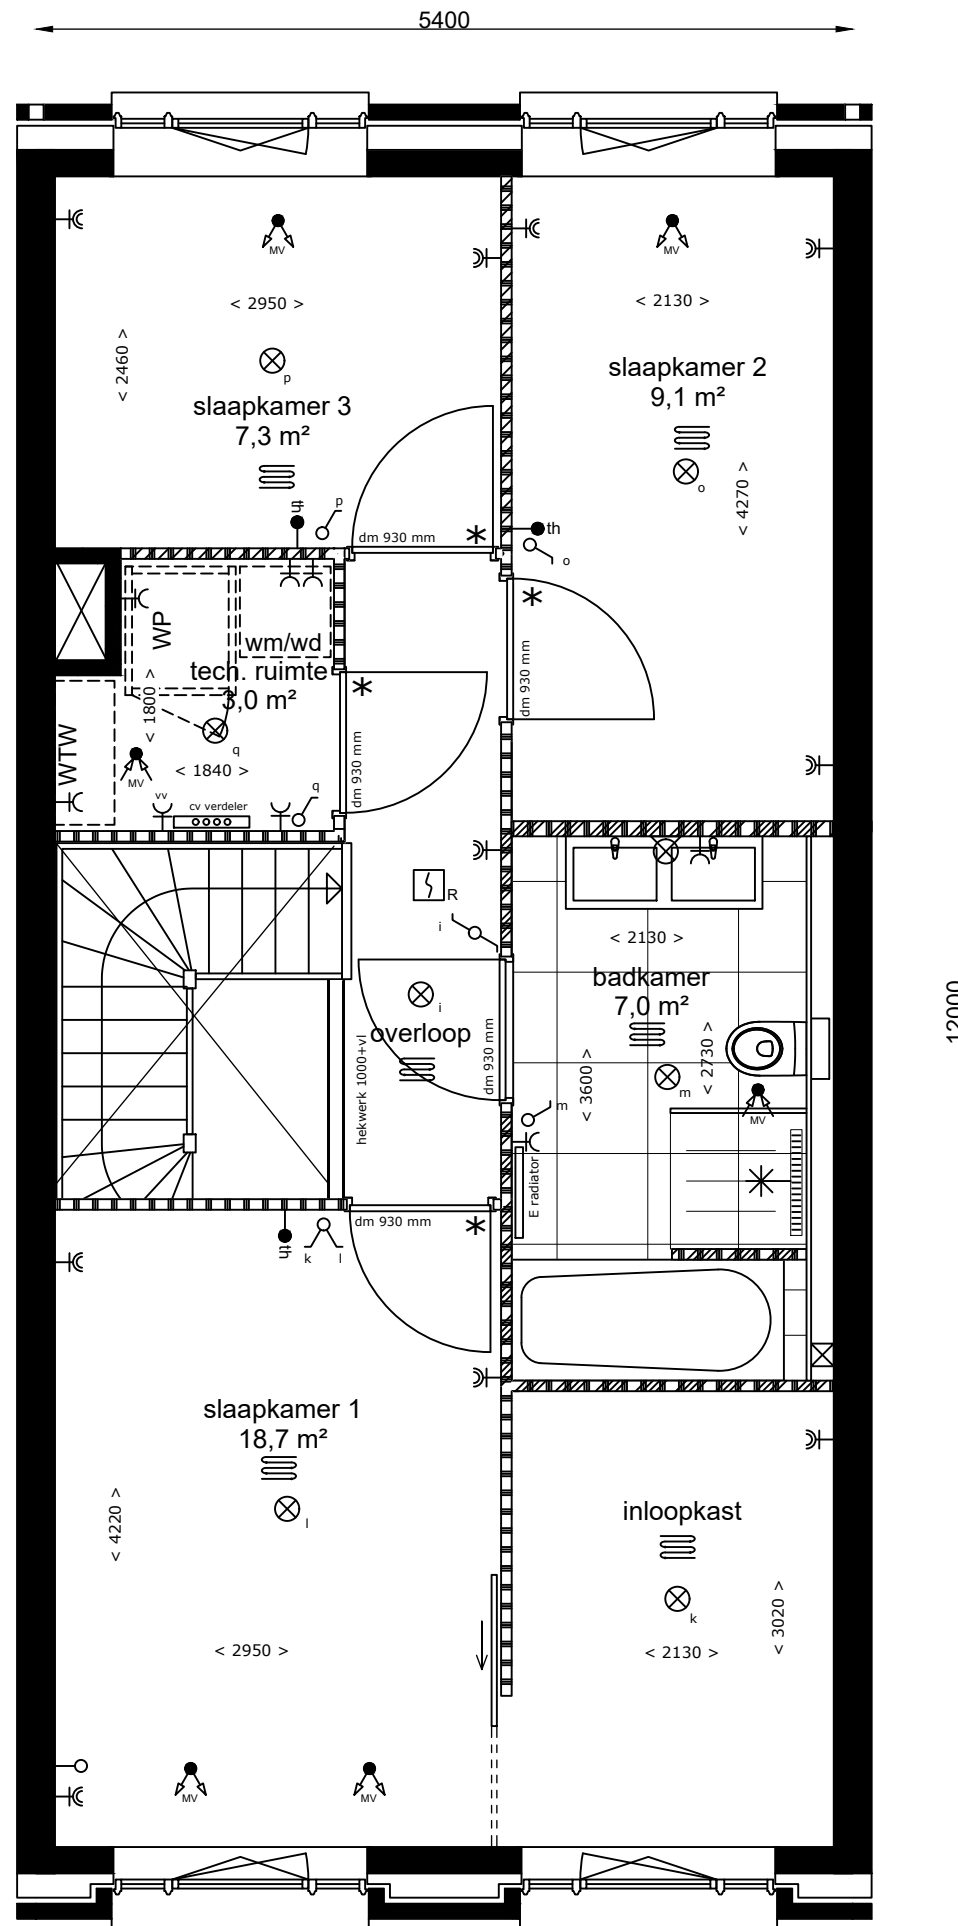 5400
MV
MV
< 2950 >
< 2130 >
< 2460 >
p
slaapkamer 3
7,3 m²
slaapkamer 2
9,1 m²
o
< 4270 >
th
p
dm 930 mm
*
th
o
*
dm 930 mm
WP
wm/wd
tech. ruimte
3,0 m²
*
< 1800 >
WTW
q
MV
< 1840 >
dm 930 mm
vv
cv verdeler
q
R
i
< 2130 >
badkamer
7,0 m²
i
overloop
12000
hekwerk 1000+vl
dm 930 mm
< 3600 >
< 2730 >
m
m
MV
E radiator
th
k
l
dm 930 mm
*
slaapkamer 1
18,7 m²
l
< 4220 >
inloopkast
k
< 3020 >
< 2950 >
< 2130 >
MV
MV